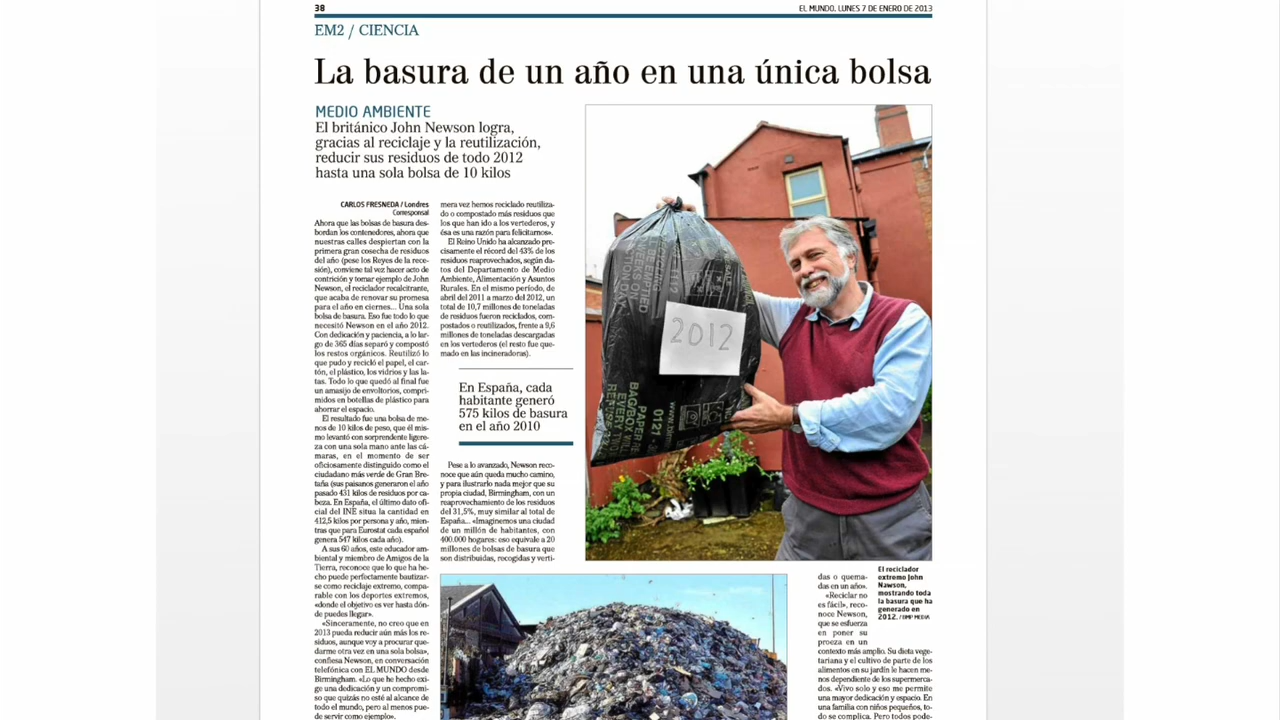 38
EL MUNDO. LUNES 7 DE ENERO DE 2013
EM2 / CIENCIA
La basura de un año en una única bolsa
MEDIO AMBIENTE
El británico John Newson logra,
gracias al reciclaje y la reutilización,
reducir sus residuos de todo 2012
hasta una sola bolsa de 10 kilos
CARLOS FRESNEDA / Londres
Corresponsal
Ahora que las bolsas de basura des-
bordan los contenedores, ahora que
nuestras calles despiertan con la
primera gran cosecha de residuos
del año (pese los Reyes de la rece-
sión), conviene tal vez hacer acto de
contrición y tomar ejemplo de John
Newson, el reciclador recalcitrante,
que acaba de renovar su promesa
para el año en ciernes... Una sola
bolsa de basura. Eso fue todo lo que
necesitó Newson en el año 2012.
Con dedicación y paciencia, a lo lar-
go de 365 días separó y compostó
los restos orgánicos. Reutilizó lo
que pudo y recicló el papel, el car-
tón, el plástico, los vidrios y las la-
tas. Todo lo que quedó al final fue
un amasijo de envoltorios, compri-
midos en botellas de plástico para
ahorrar el espacio.
El resultado fue una bolsa de me-
nos de 10 kilos de peso, que él mis-
mo levantó con sorprendente ligere-
za con una sola mano ante las cá-
maras, en el momento de ser
oficiosamente distinguido como el
ciudadano más verde de Gran Bre-
taña (sus paisanos generaron el año
pasado 431 kilos de residuos por ca-
beza. En España, el último dato ofi-
cial del INE situa la cantidad en
412,5 kilos por persona y año, mien-
tras que para Eurostat cada español
genera 547 kilos cada año).
A sus 60 años, este educador am-
biental y miembro de Amigos de la
Tierra, reconoce que lo que ha he-
cho puede perfectamente bautizar-
se como reciclaje extremo, compa-
rable con los deportes extremos,
«donde el objetivo es ver hasta dón-
de puedes llegar».
«Sinceramente, no creo que en
2013 pueda reducir aún más los re-
siduos, aunque voy a procurar que-
darme otra vez en una sola bolsa»,
confiesa Newson, en conversación
telefónica con EL MUNDO desde
Birmingham. «Lo que he hecho exi-
ge una dedicación y un compromi-
so que quizás no esté al alcance de
todo el mundo, pero al menos pue-
de servir como ejemplo».
mera vez hemos reciclado reutiliza-
do o compostado más residuos que
los que han ido a los vertederos, y
ésa es una razón para felicitarnos».
El Reino Unido ha alcanzado pre-
cisamente el récord del 43% de los
residuos reaprovechados, según da-
tos del Departamento de Medio
Ambiente, Alimentación y Asuntos
Rurales. En el mismo período, de
abril del 2011 a marzo del 2012, un
total de 10,7 millones de toneladas
de residuos fueron reciclados, com-
postados o reutilizados, frente a 9,6
millones de toneladas descargadas
en los vertederos (el resto fue que-
mado en las incineradoras).
En España, cada
habitante generó
575 kilos de basura
en el año 2010
Pese a lo avanzado, Newson reco-
noce que aún queda mucho camino,
y para ilustrarlo nada mejor que su
propia ciudad, Birmingham, con un
reaprovechamiento de los residuos
del 31,5%, muy similar al total de
España... «Imaginemos una ciudad
de un millón de habitantes, con
400.000 hogares: eso equivale a 20
millones de bolsas de basura que
son distribuidas, recogidas y verti-
2012
0121
El reciclador
extremo John
Nawson,
mostrando toda
la basura que ha
generado en
2012. / BMP MEDIA
das o quema-
das en un año».
«Reciclar no
es fácil», reco-
noce Newson,
que se esfuerza
en poner su
proeza en un
contexto más amplio. Su dieta vege-
tariana y el cultivo de parte de los
alimentos en su jardín le hacen me-
nos dependiente de los supermerca-
dos. «Vivo solo y eso me permite
una mayor dedicación y espacio. En
una familia con niños pequeños, to-
do se complica. Pero todos pode-